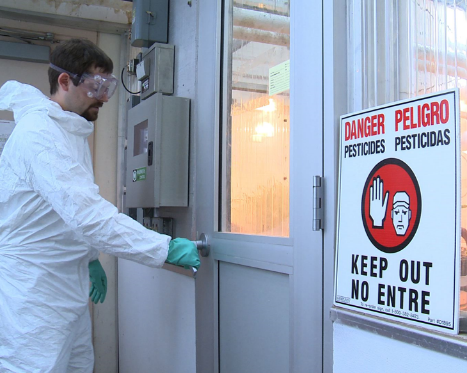 DANGER PELIGRO
PESTICIDES PESTICIDAS
KEEP OUT
NO ENTRE